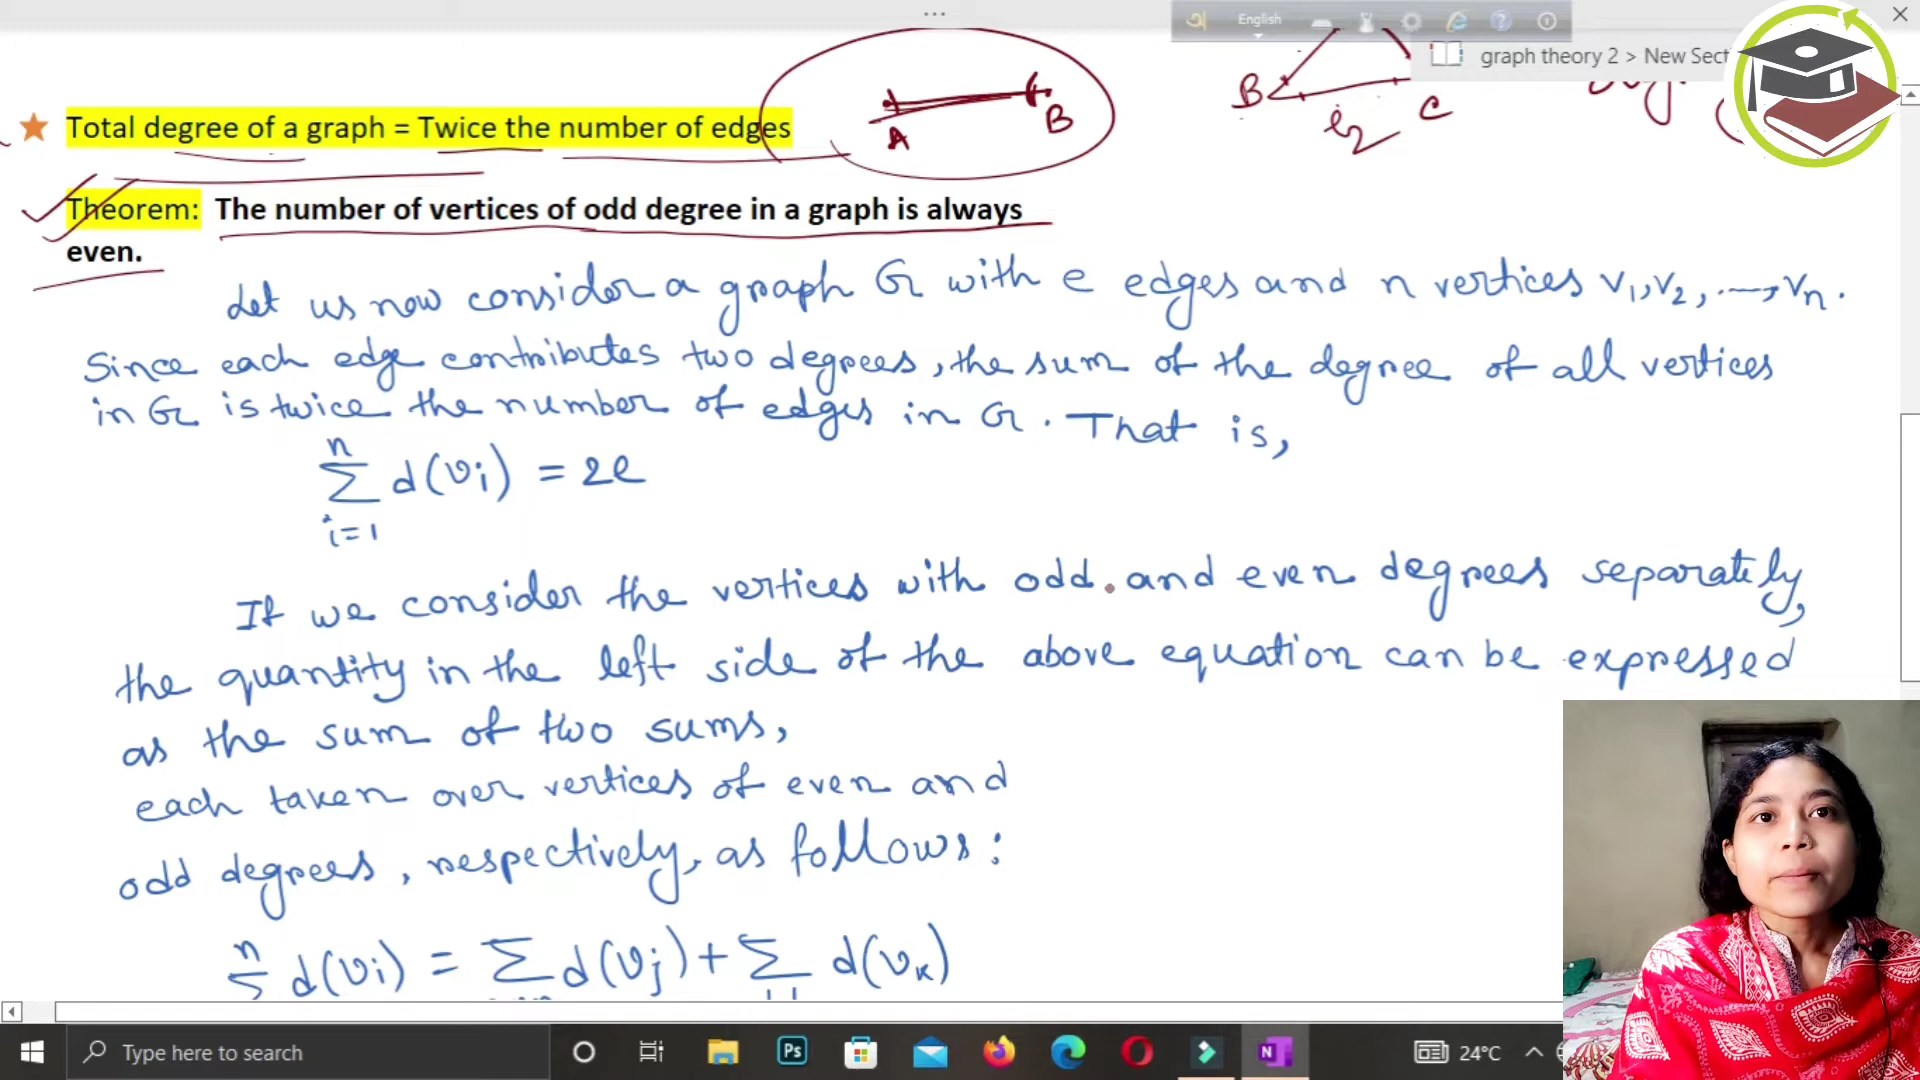 English
graph theory 2 > New Sect
B
e2
C
A
B
★ Total degree of a graph = Twice the number of edges
Theorem: The number of vertices of odd degree in a graph is always
even.
Let us now consider a graph G with e edges and n vertices v1, v2, ....., vn.
Since each edge contributes two degrees, the sum of the degree of all vertices
in G is twice the number of edges in G. That is,
n
∑ d(vi) = 2e
i=1
If we consider the vertices with odd and even degrees separately,
the quantity in the left side of the above equation can be expressed
as the sum of two sums,
each taken over vertices of even and
odd degrees, respectively, as follows:
n
∑ d(vi) = ∑ d(vj) + ∑ d(vk)
Type here to search
Ps
N
24°C